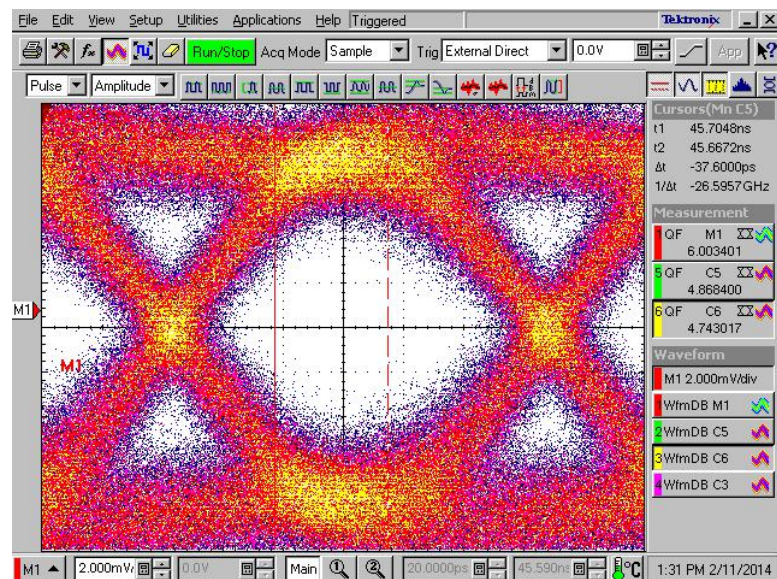 File Edit View Setup Utilities Applications Help Triggered Tektronix
Run/Stop Acq Mode Sample Trig External Direct 0.0V App
Pulse Amplitude
Cursors(Mn C5)
t1 45.7048ns
t2 45.6672ns
Δt -37.6000ps
1/Δt -26.5957GHz
Measurement
1 QF M1
6.003401
5 QF C5
4.868400
6 QF C6
4.743017
M1
M1
Waveform
M1 2.000mV/div
1 WfmDB M1
2 WfmDB C5
3 WfmDB C6
4 WfmDB C3
M1 2.000mV/ 0.0V Main 1 2 20.0000ps 45.590ns °C 1:31 PM 2/11/2014